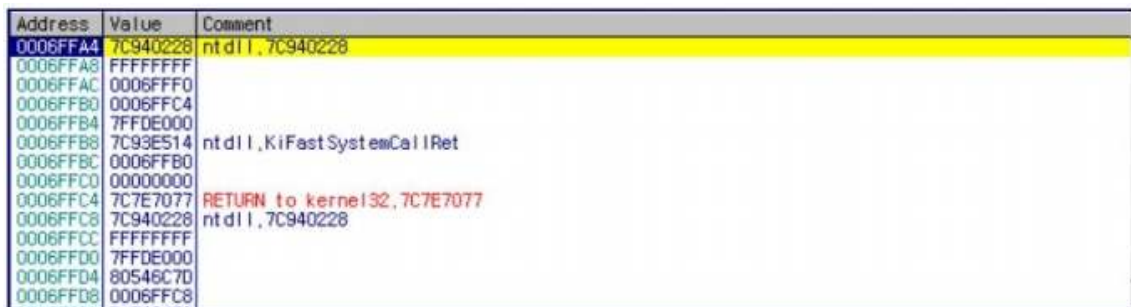 Address Value Comment
0006FFA4 7C940228 ntdll.7C940228
0006FFA8 FFFFFFFF
0006FFAC 0006FFF0
0006FFB0 0006FFC4
0006FFB4 7FFDE000
0006FFB8 7C93E514 ntdll.KiFastSystemCallRet
0006FFBC 0006FFB0
0006FFC0 00000000
0006FFC4 7C7E7077 RETURN to kernel32.7C7E7077
0006FFC8 7C940228 ntdll.7C940228
0006FFCC FFFFFFFF
0006FFD0 7FFDE000
0006FFD4 80546C7D
0006FFD8 0006FFC8